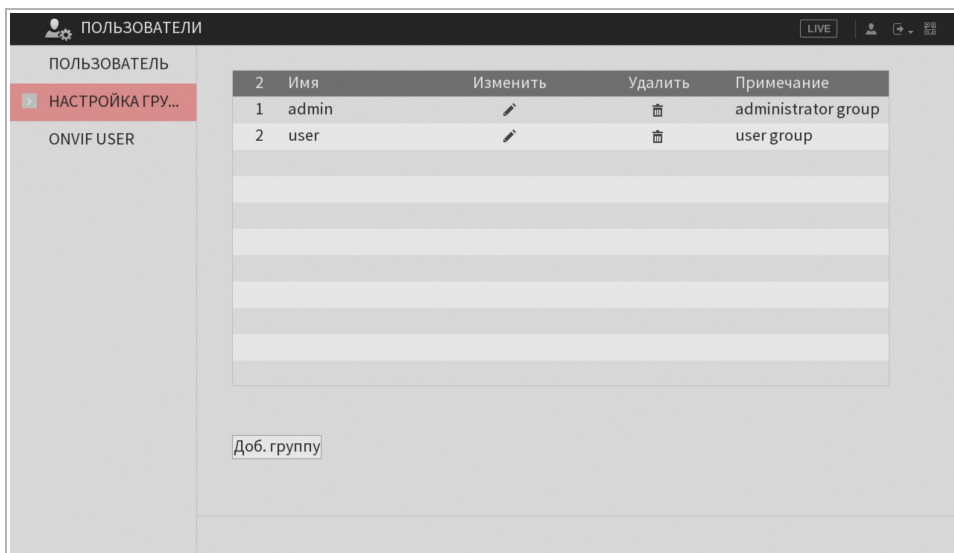 ПОЛЬЗОВАТЕЛИ LIVE
ПОЛЬЗОВАТЕЛЬ
НАСТРОЙКА ГРУ...
ONVIF USER
2 Имя Изменить Удалить Примечание
1 admin administrator group
2 user user group
Доб. группу